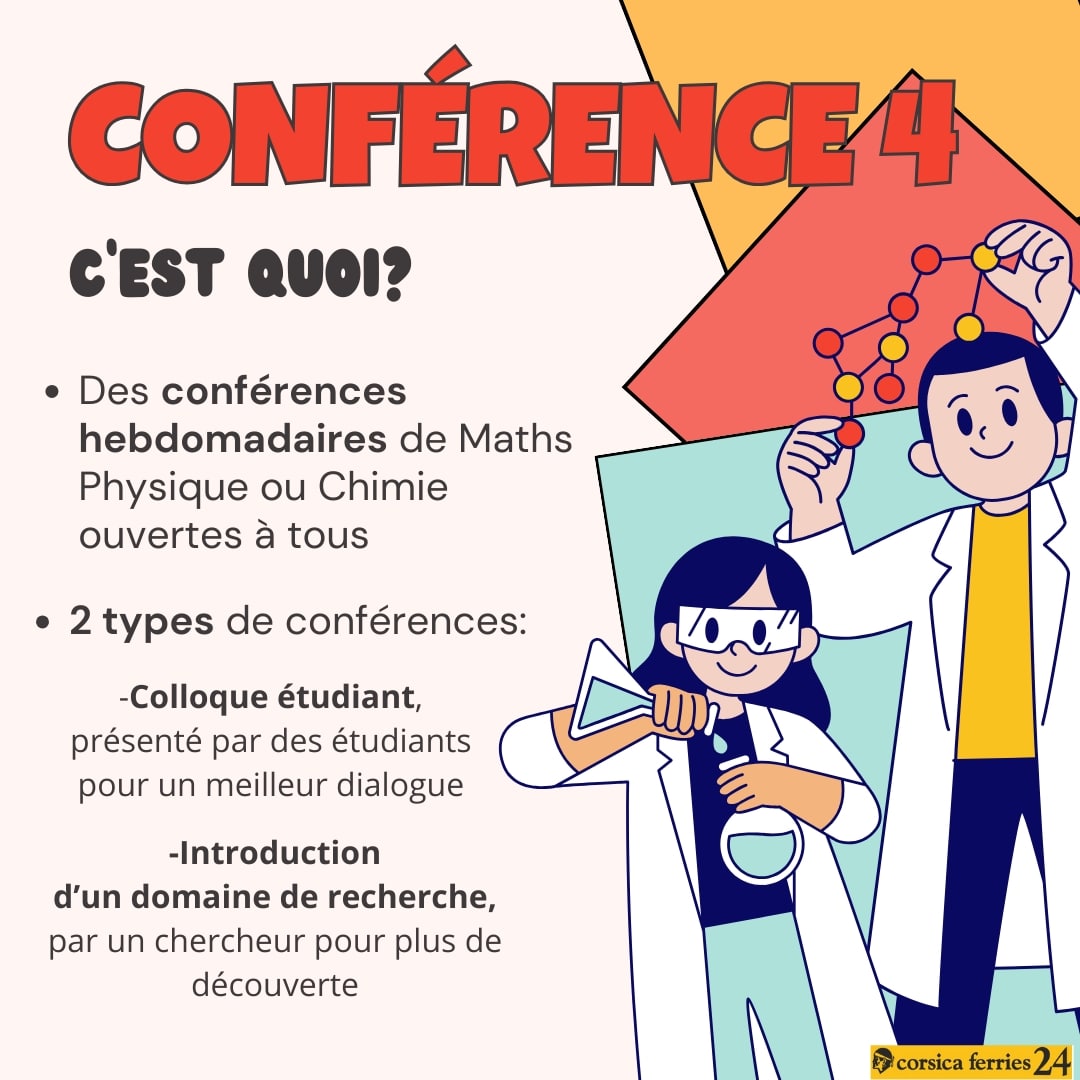 CONFÉRENCE 4
C'EST QUOI?
• Des conférences
hebdomadaires de Maths
Physique ou Chimie
ouvertes à tous
• 2 types de conférences:
-Colloque étudiant,
présenté par des étudiants
pour un meilleur dialogue
-Introduction
d’un domaine de recherche,
par un chercheur pour plus de
découverte
corsica ferries 24